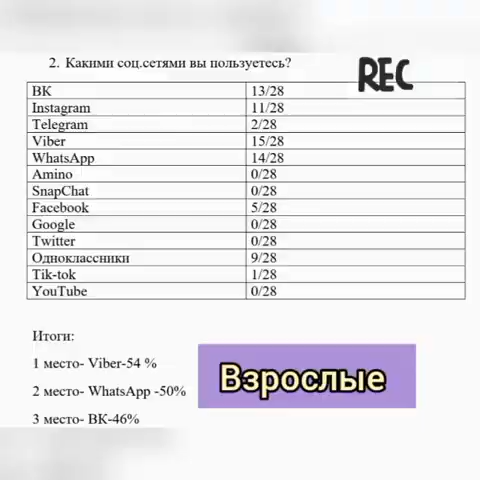 2. Какими соц.сетями вы пользуетесь?
REC
ВК 13/28
Instagram 11/28
Telegram 2/28
Viber 15/28
WhatsApp 14/28
Amino 0/28
SnapChat 0/28
Facebook 5/28
Google 0/28
Twitter 0/28
Одноклассники 9/28
Tik-tok 1/28
YouTube 0/28
Итоги:
1 место- Viber-54 %
2 место- WhatsApp -50%
3 место- ВК-46%
Взрослые